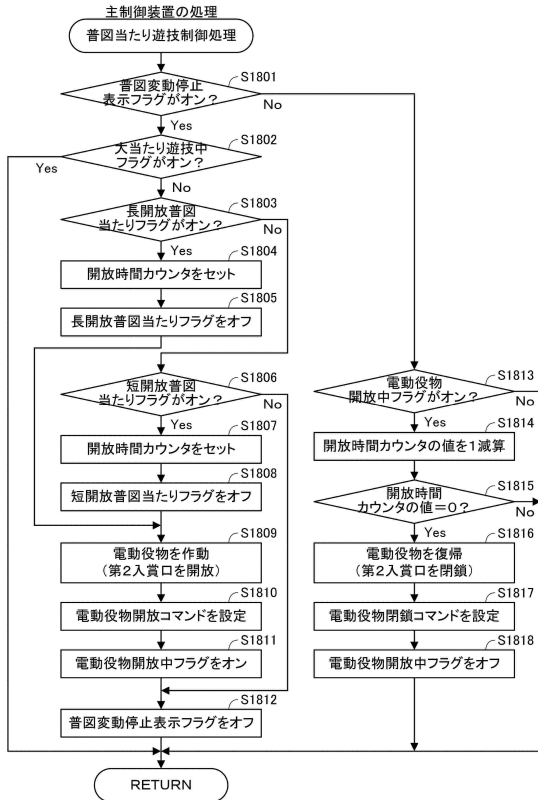 主制御装置の処理
普図当たり遊技制御処理
S1801
普図変動停止
表示フラグがオン？
No
Yes
S1802
大当たり遊技中
フラグがオン？
Yes
No
S1803
長開放普図
当たりフラグがオン？
No
Yes
S1804
開放時間カウンタをセット
S1805
長開放普図当たりフラグをオフ
S1806
短開放普図
当たりフラグがオン？
No
Yes
S1807
開放時間カウンタをセット
S1808
短開放普図当たりフラグをオフ
S1809
電動役物を作動
（第２入賞口を開放）
S1810
電動役物開放コマンドを設定
S1811
電動役物開放中フラグをオン
S1812
普図変動停止表示フラグをオフ
S1813
電動役物
開放中フラグがオン？
No
Yes
S1814
開放時間カウンタの値を１減算
S1815
開放時間
カウンタの値＝０？
No
Yes
S1816
電動役物を復帰
（第２入賞口を閉鎖）
S1817
電動役物閉鎖コマンドを設定
S1818
電動役物開放中フラグをオフ
RETURN